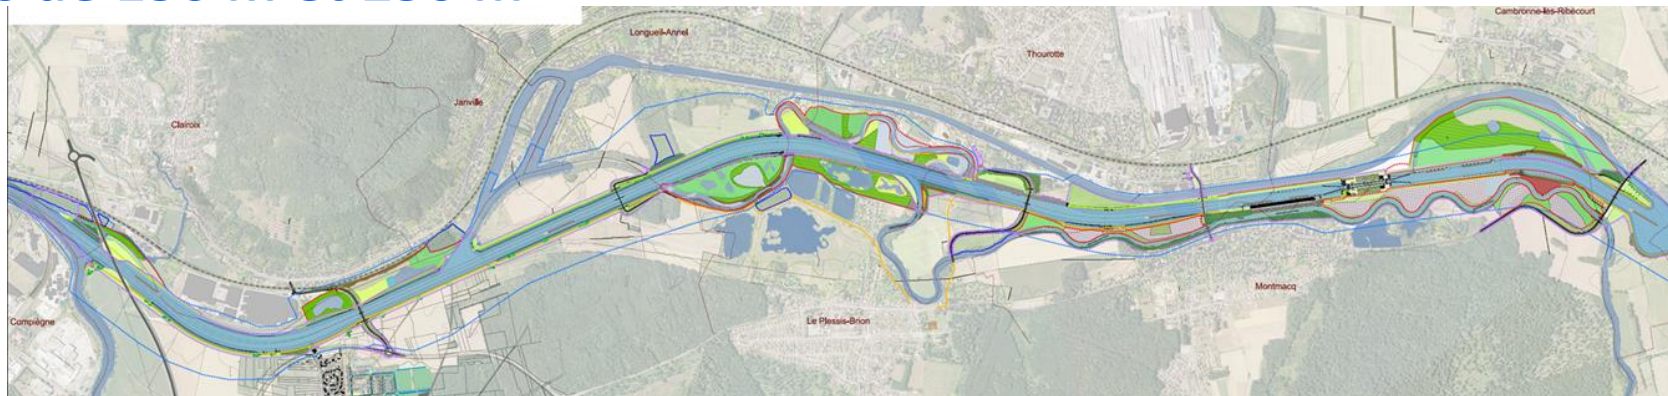 Cambronne-lès-Ribécourt
Longueil-Annel
Thourotte
Janville
Clairoix
Montmacq
Compiègne
Le Plessis-Brion